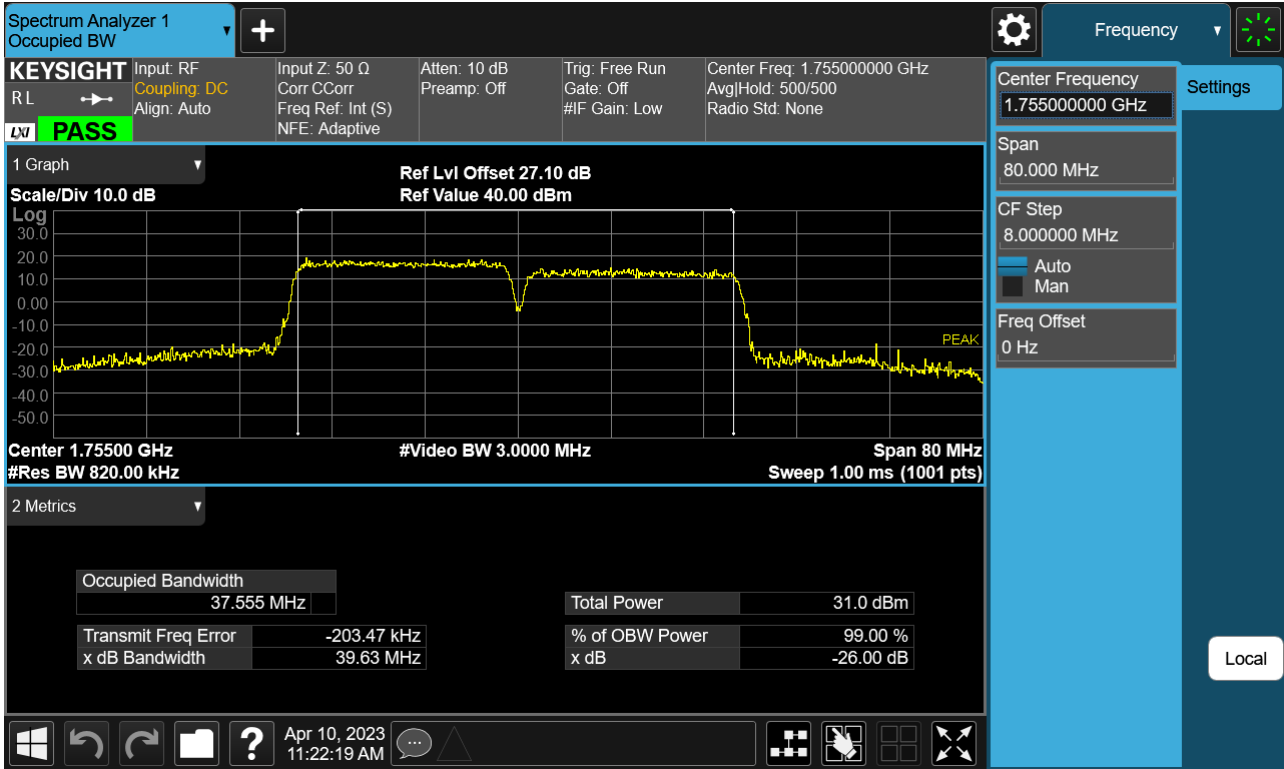 Spectrum Analyzer 1
Occupied BW
Frequency
KEYSIGHT
R L
LXI
PASS
Input: RF
Coupling: DC
Align: Auto
Input Z: 50 Ω
Corr CCorr
Freq Ref: Int (S)
NFE: Adaptive
Atten: 10 dB
Preamp: Off
Trig: Free Run
Gate: Off
#IF Gain: Low
Center Freq: 1.755000000 GHz
Avg|Hold: 500/500
Radio Std: None
Center Frequency
1.755000000 GHz
Settings
Span
80.000 MHz
CF Step
8.000000 MHz
Auto
Man
Freq Offset
0 Hz
Local
1 Graph
Scale/Div 10.0 dB
Ref Lvl Offset 27.10 dB
Ref Value 40.00 dBm
Log
30.0
20.0
10.0
0.00
-10.0
-20.0
-30.0
-40.0
-50.0
PEAK
Center 1.75500 GHz
#Video BW 3.0000 MHz
Span 80 MHz
#Res BW 820.00 kHz
Sweep 1.00 ms (1001 pts)
2 Metrics
Occupied Bandwidth
37.555 MHz
Transmit Freq Error -203.47 kHz
x dB Bandwidth 39.63 MHz
Total Power 31.0 dBm
% of OBW Power 99.00 %
x dB -26.00 dB
?
Apr 10, 2023
11:22:19 AM